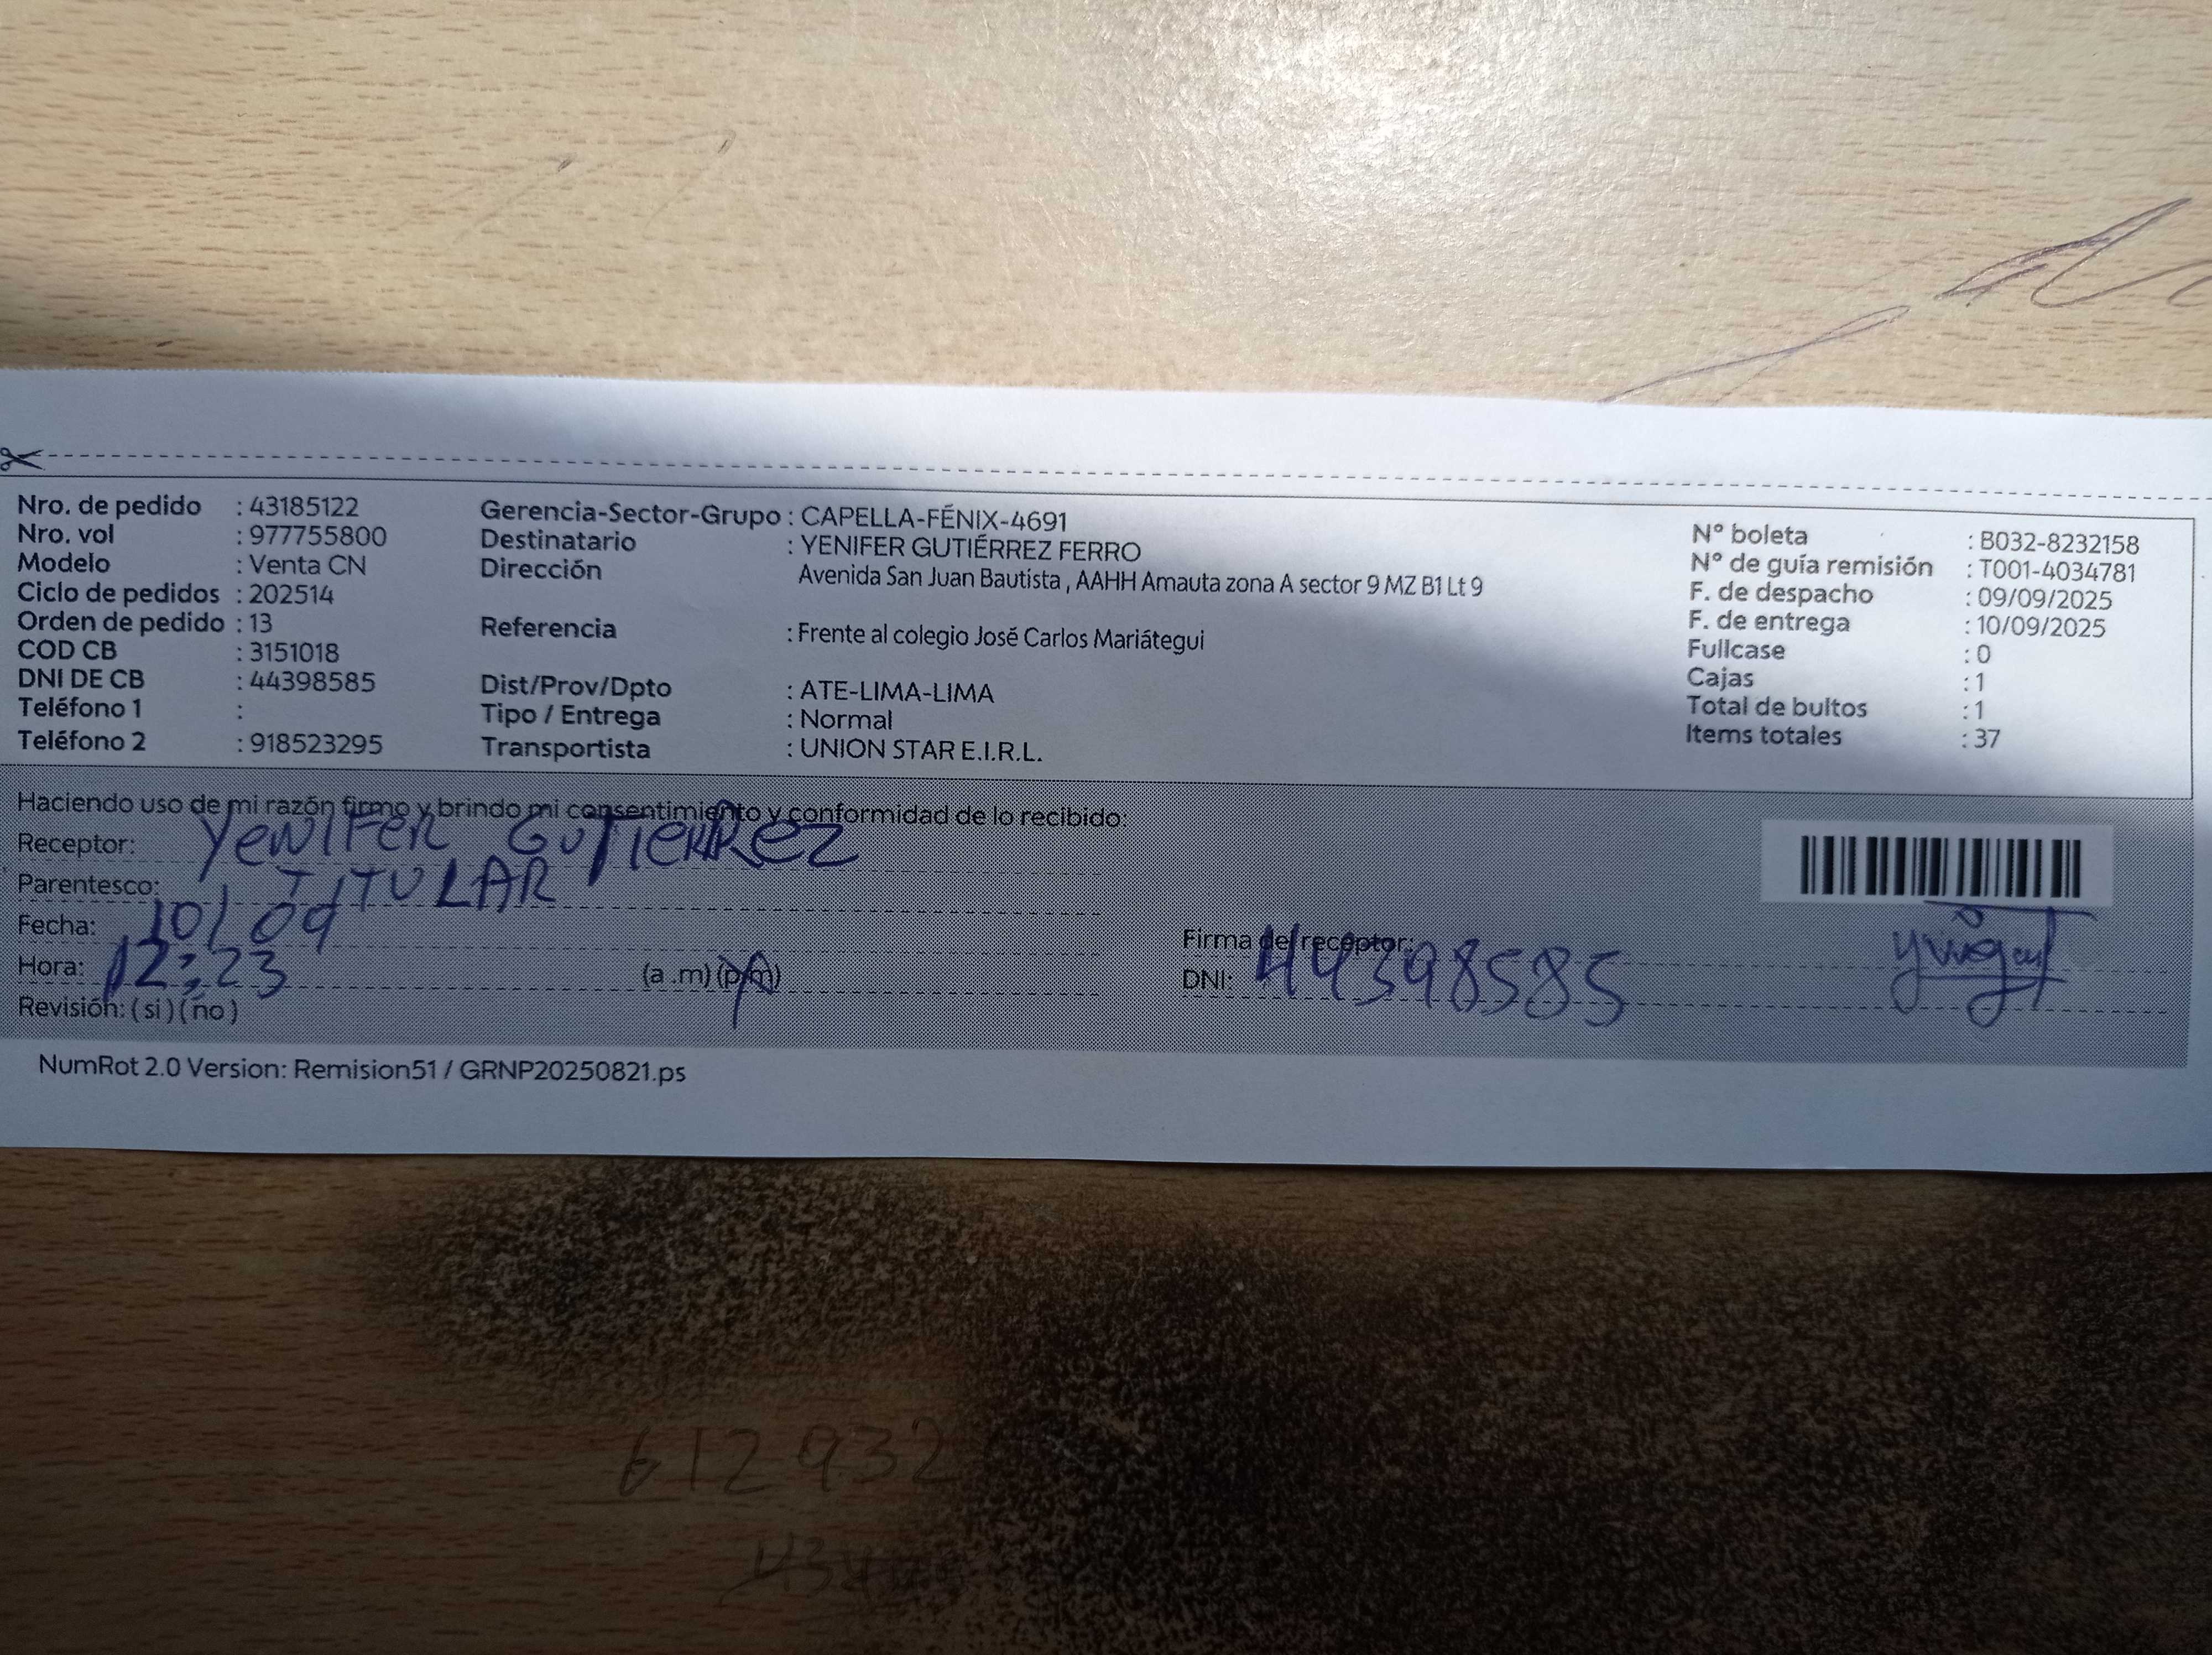 Nro. de pedido : 43185122
Nro. vol : 977755800
Modelo : Venta CN
Ciclo de pedidos : 202514
Orden de pedido : 13
COD CB : 3151018
DNI DE CB : 44398585
Teléfono 1 :
Teléfono 2 : 918523295
Gerencia-Sector-Grupo : CAPELLA-FÉNIX-4691
Destinatario : YENIFER GUTIÉRREZ FERRO
Dirección Avenida San Juan Bautista , AAHH Amauta zona A sector 9 MZ B1 Lt 9
Referencia : Frente al colegio José Carlos Mariátegui
Dist/Prov/Dpto : ATE-LIMA-LIMA
Tipo / Entrega : Normal
Transportista : UNION STAR E.I.R.L.
N° boleta : B032-8232158
N° de guía remisión : T001-4034781
F. de despacho : 09/09/2025
F. de entrega : 10/09/2025
Fullcase : 0
Cajas : 1
Total de bultos : 1
Items totales : 37
Haciendo uso de mi razón firmo y brindo mi consentimiento y conformidad de lo recibido:
Receptor: YENIFER GUTIERREZ
Parentesco: TITULAR
Fecha: 10/09
Hora: 12:23 (a .m) (p.m)
Revisión: ( si ) ( no )
Firma de receptor:
DNI: 44398585
NumRot 2.0 Version: Remision51 / GRNP20250821.ps
612932